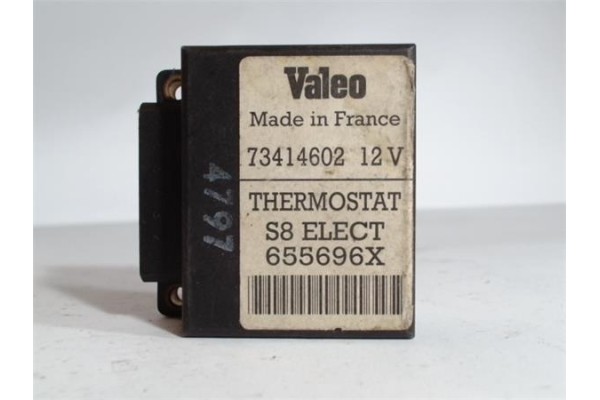 Valeo
Made in France
73414602 12 V
THERMOSTAT
S8 ELECT
655696X
4797